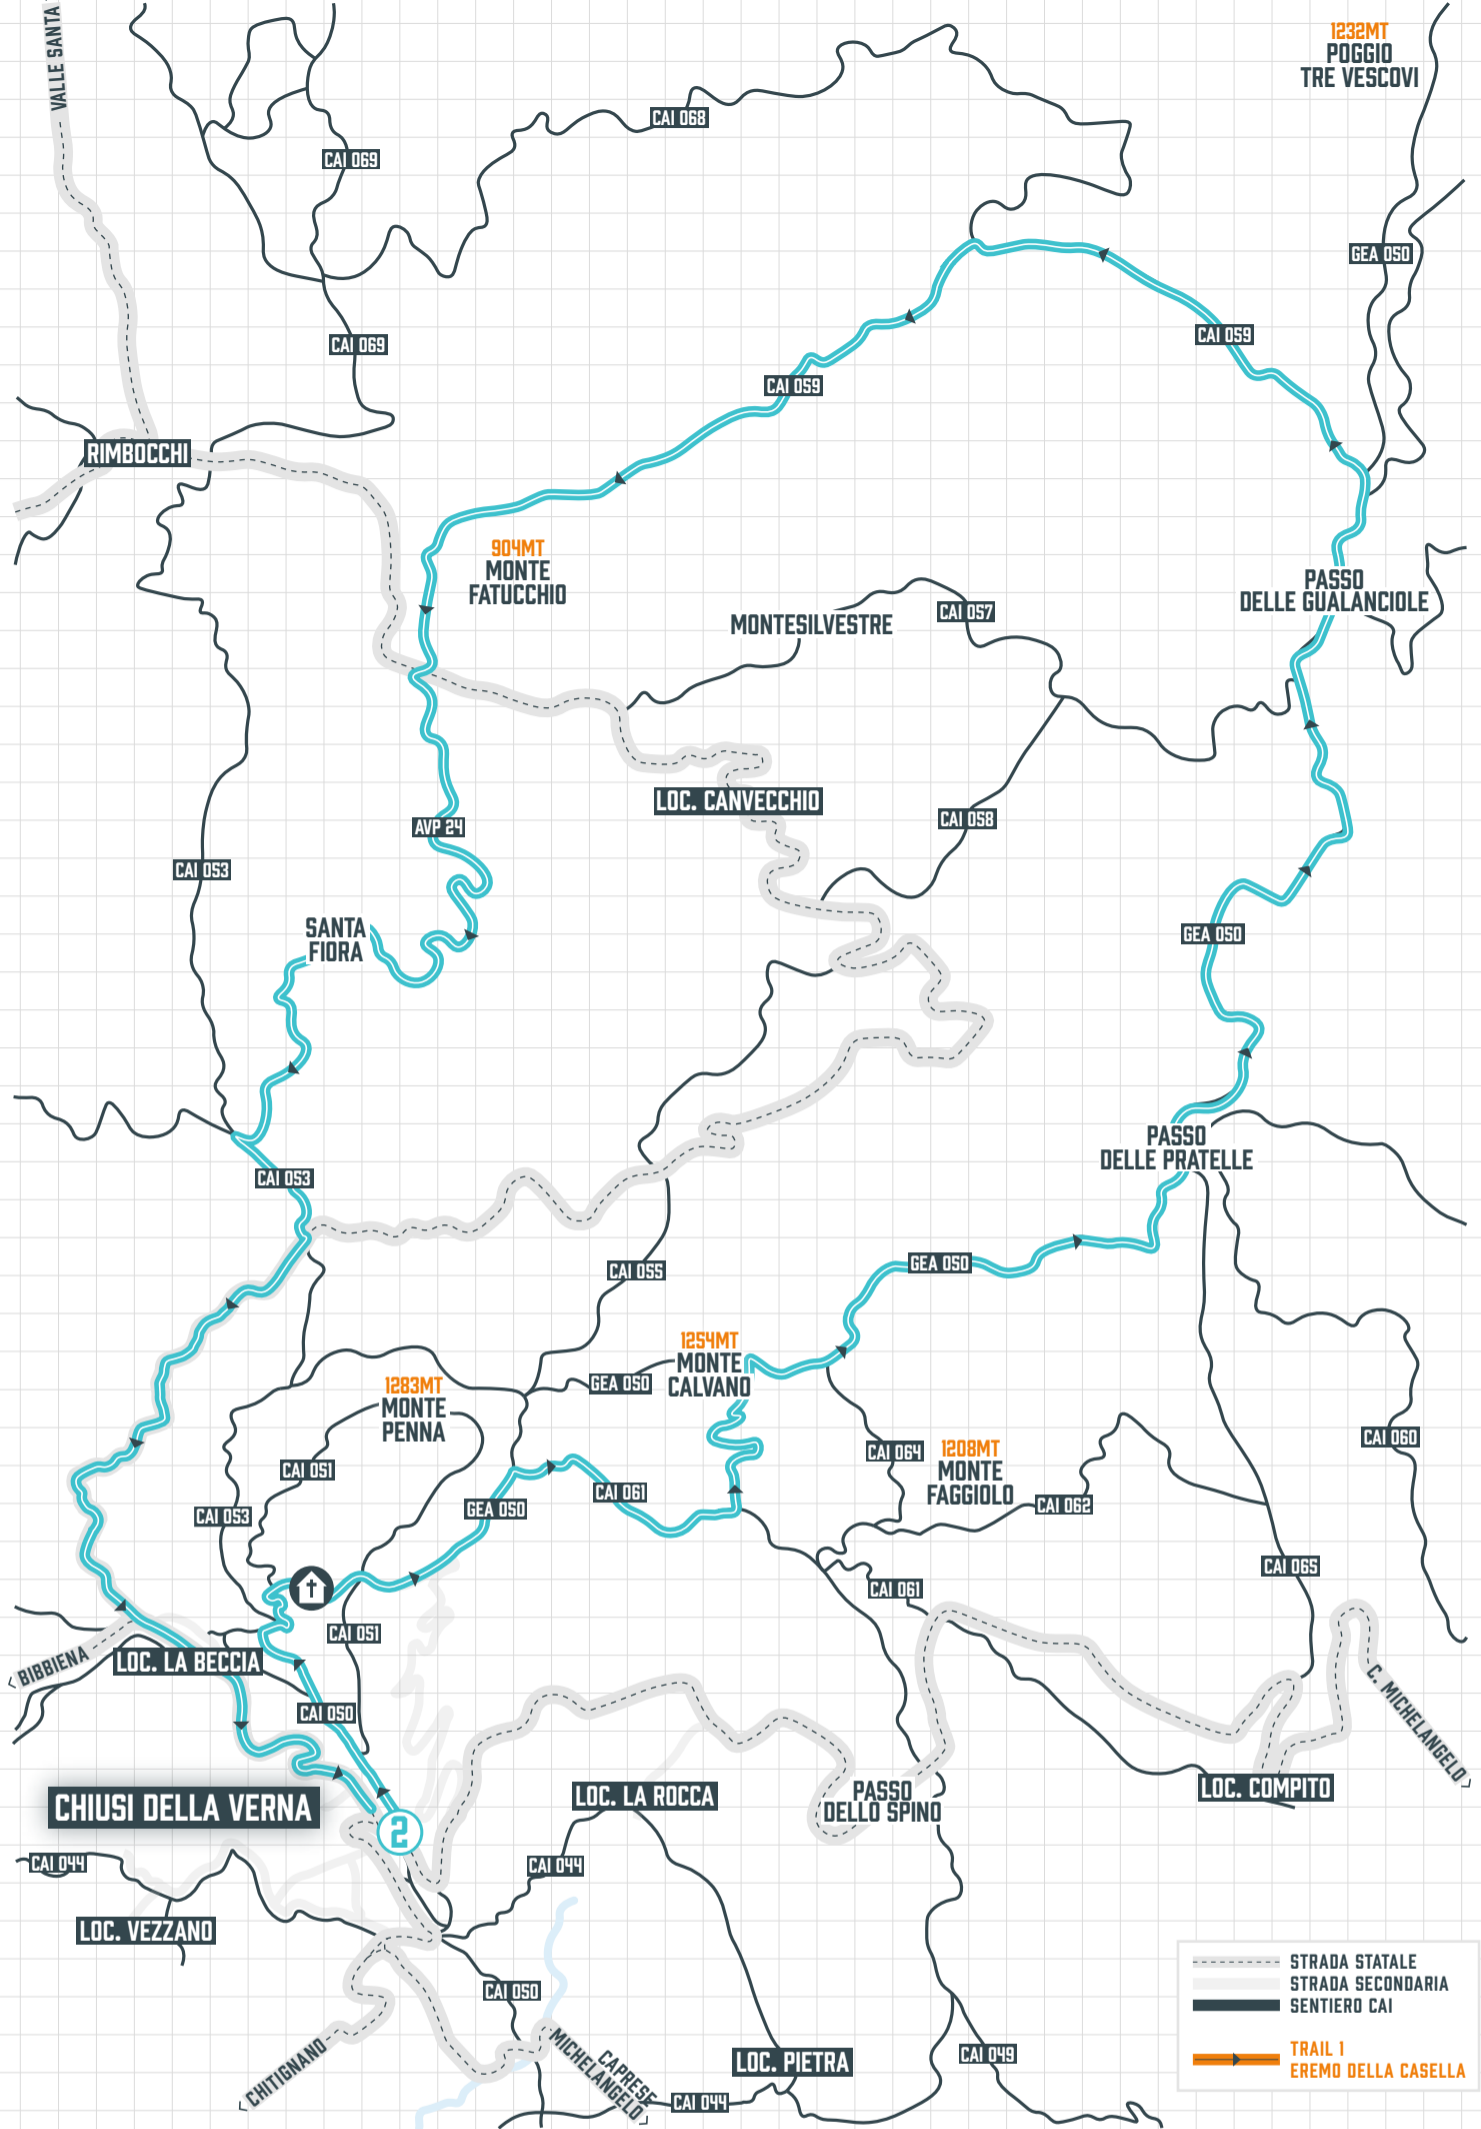 VALLE SANTA
1232MT
POGGIO
TRE VESCOVI
CAI 068
CAI 069
GEA 050
CAI 059
CAI 069
CAI 059
RIMBOCCHI
904MT
MONTE
FATUCCHIO
PASSO
DELLE GUALANCIOLE
CAI 057
MONTESILVESTRE
LOC. CANVECCHIO
CAI 058
AVP 24
CAI 053
SANTA
FIORA
GEA 050
PASSO
DELLE PRATELLE
CAI 053
GEA 050
CAI 055
1254MT
MONTE
CALVANO
GEA 050
1283MT
MONTE
PENNA
CAI 060
CAI 064
1208MT
MONTE
FAGGIOLO
CAI 051
CAI 061
CAI 062
GEA 050
CAI 053
CAI 065
CAI 061
CAI 051
BIBBIENA
LOC. LA BECCIA
CAI 050
C. MICHELANGELO
LOC. COMPITO
LOC. LA ROCCA
PASSO
DELLO SPINO
CHIUSI DELLA VERNA
2
CAI 044
CAI 044
LOC. VEZZANO
CAI 050
STRADA STATALE
STRADA SECONDARIA
SENTIERO CAI
TRAIL 1
EREMO DELLA CASELLA
CAI 049
LOC. PIETRA
CHITIGNANO
CAPRESE
MICHELANGELO
CAI 044